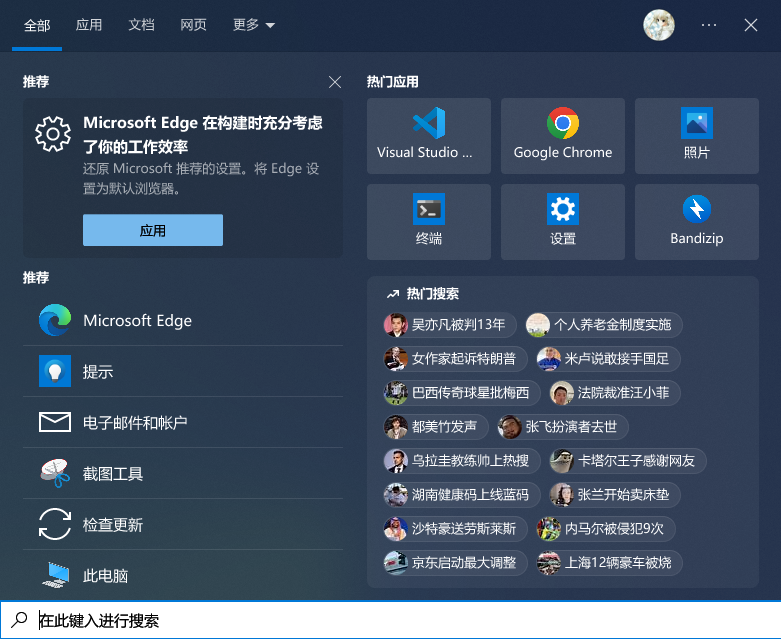 全部 应用 文档 网页 更多
推荐
Microsoft Edge 在构建时充分考虑
了你的工作效率
还原 Microsoft 推荐的设置。将 Edge 设
置为默认浏览器。
应用
推荐
Microsoft Edge
提示
电子邮件和帐户
截图工具
检查更新
此电脑
热门应用
Visual Studio ...
Google Chrome
照片
终端
设置
Bandizip
热门搜索
吴亦凡被判13年 个人养老金制度实施
女作家起诉特朗普 米卢说敢接手国足
巴西传奇球星批梅西 法院裁准汪小菲
都美竹发声 张飞扮演者去世
乌拉圭教练帅上热搜 卡塔尔王子感谢网友
湖南健康码上线蓝码 张兰开始卖床垫
沙特豪送劳斯莱斯 内马尔被侵犯9次
京东启动最大调整 上海12辆豪车被烧
在此键入进行搜索